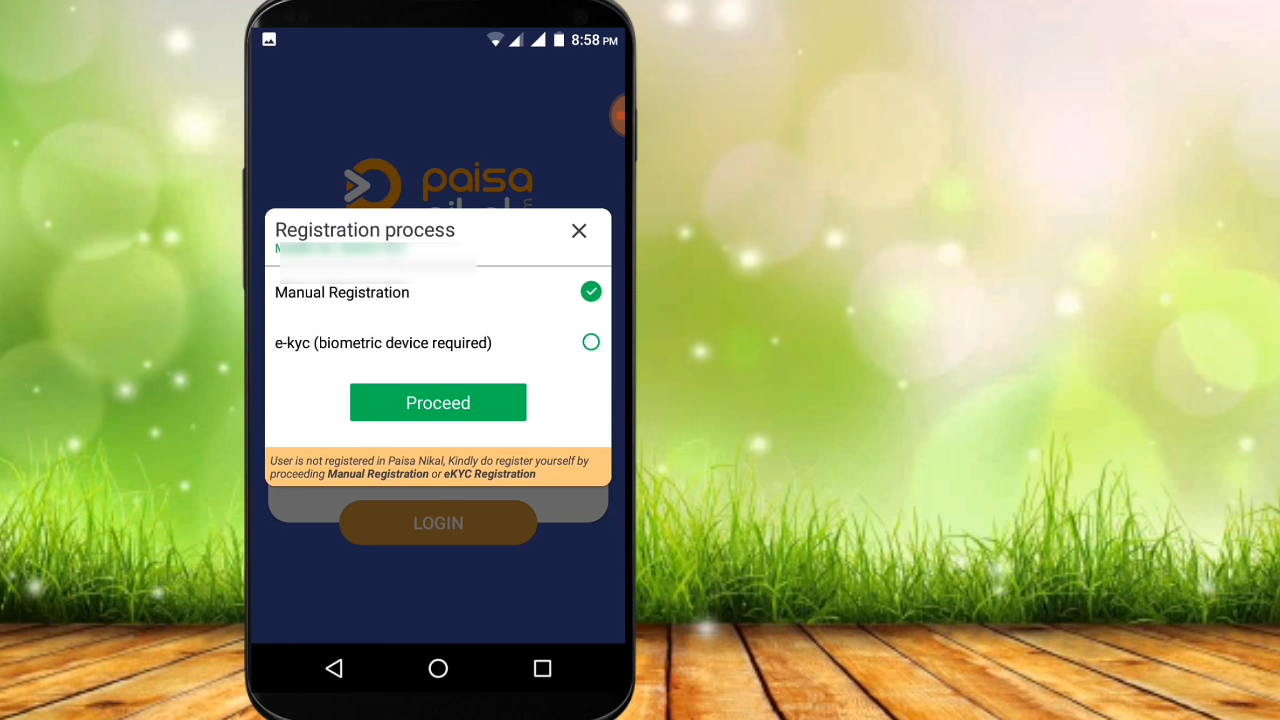 8:58 PM
paisa
Registration process
Manual Registration
e-kyc (biometric device required)
Proceed
User is not registered in Paisa Nikal, Kindly do register yourself by
proceeding Manual Registration or eKYC Registration
LOGIN